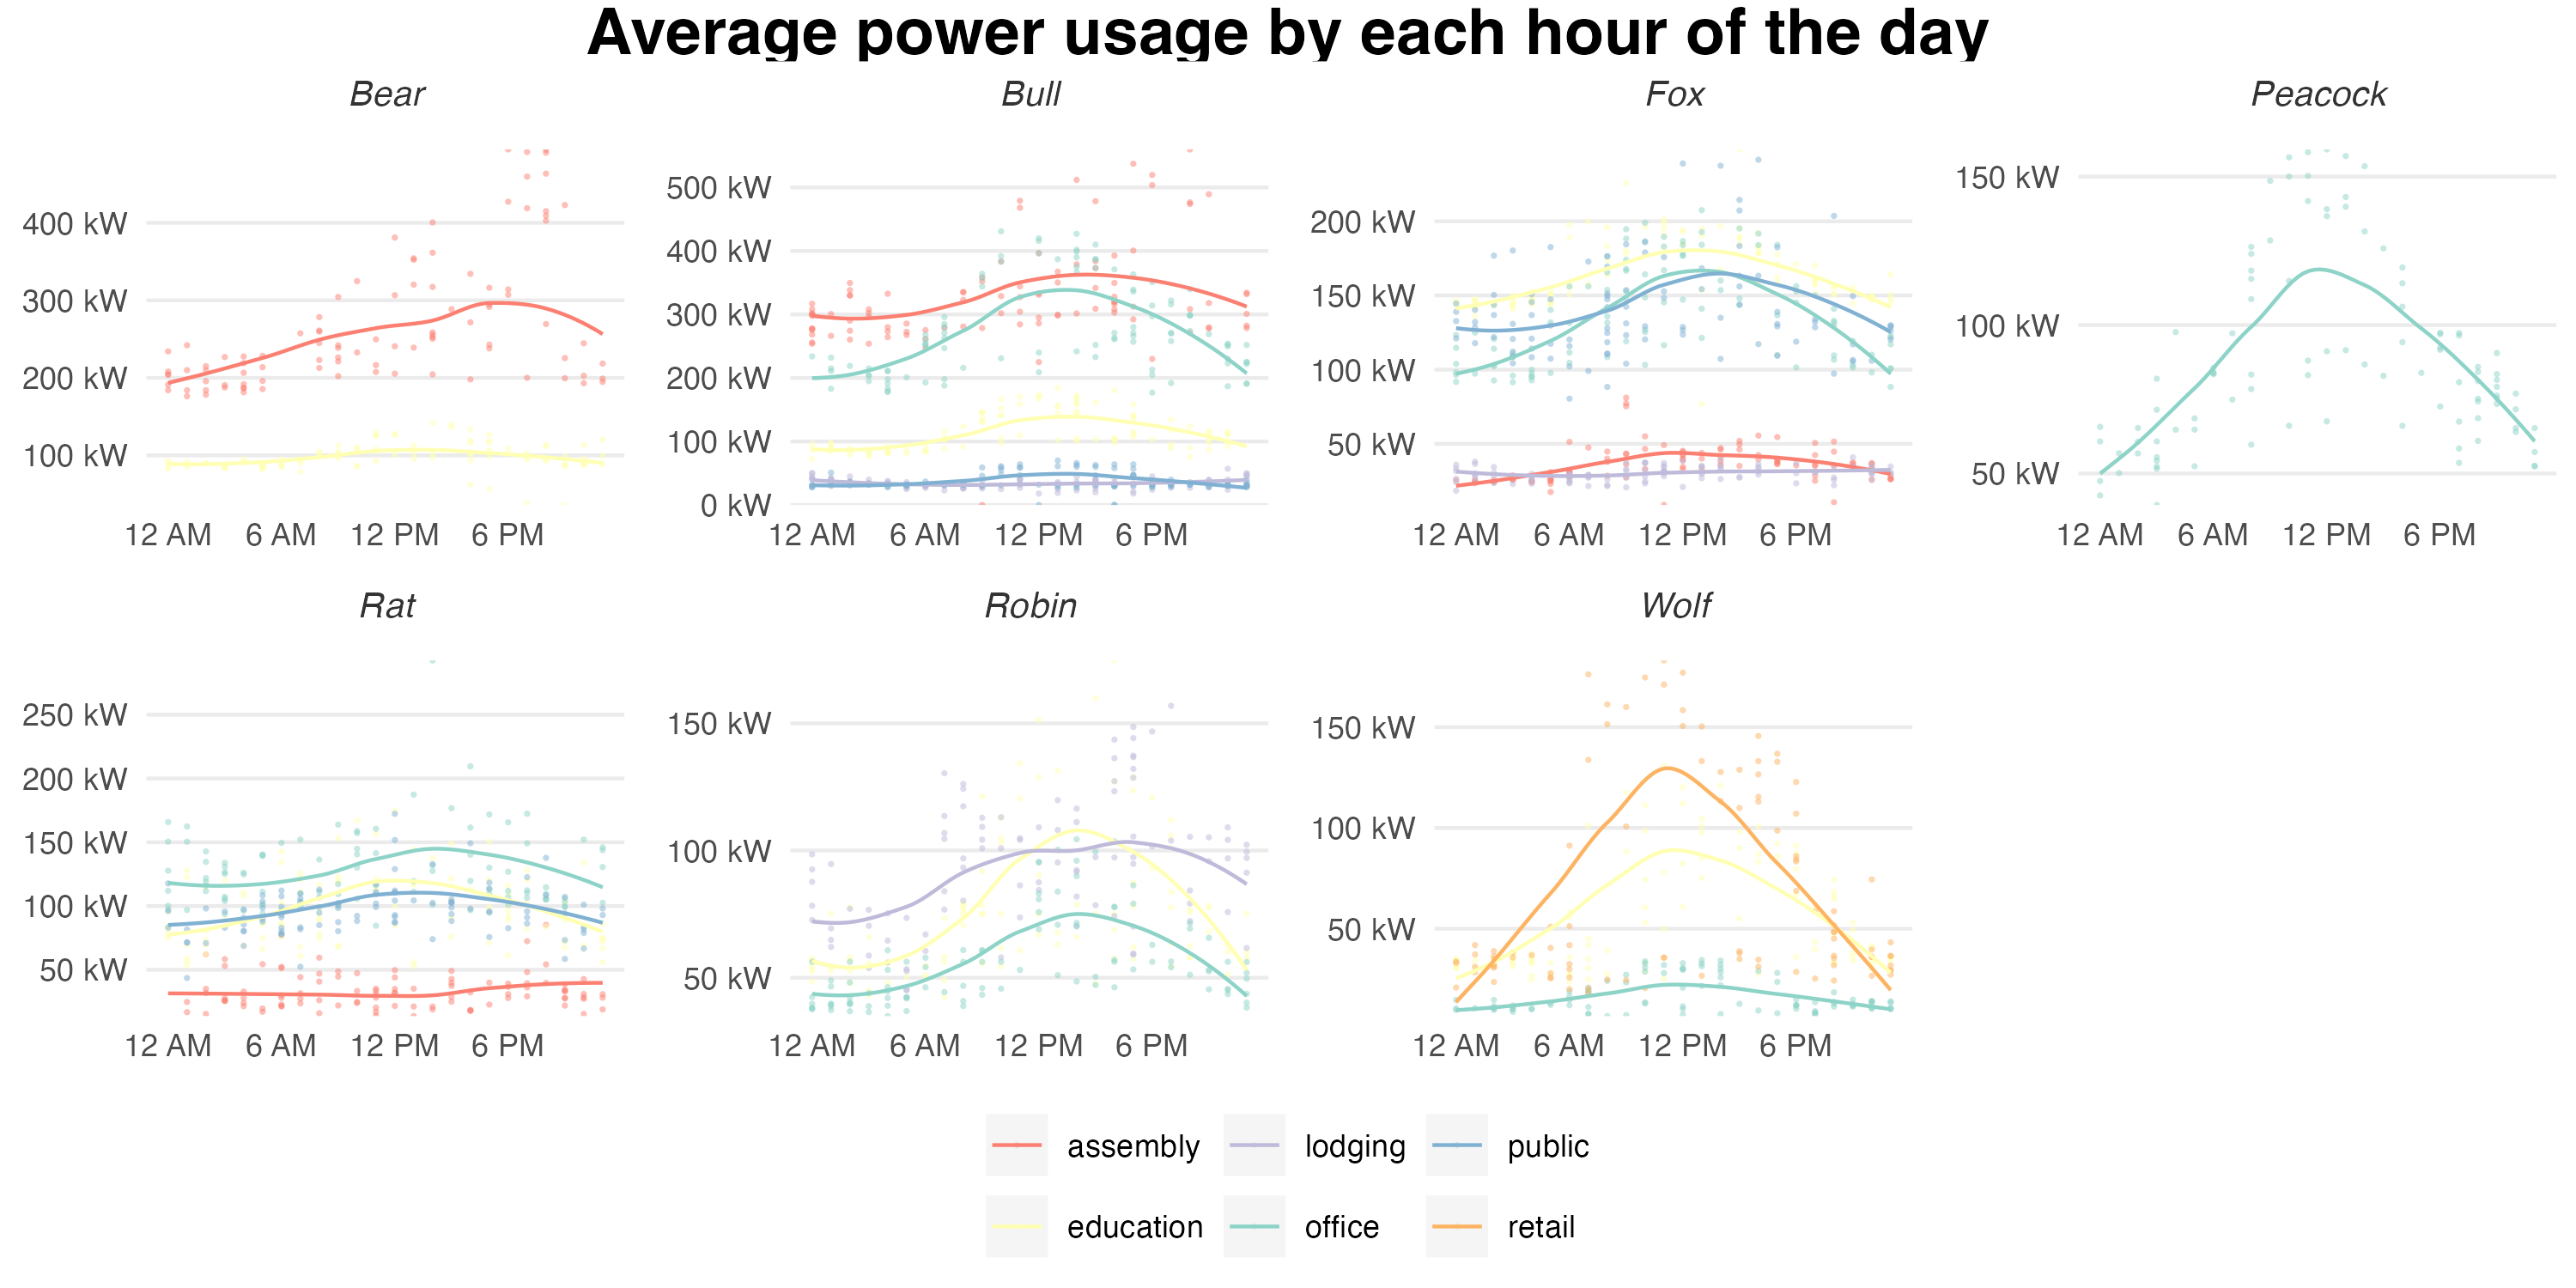 Average power usage by each hour of the day
Bear
Bull
Fox
Peacock
400 kW
300 kW
200 kW
100 kW
12 AM 6 AM 12 PM 6 PM
500 kW
400 kW
300 kW
200 kW
100 kW
0 kW
12 AM 6 AM 12 PM 6 PM
200 kW
150 kW
100 kW
50 kW
12 AM 6 AM 12 PM 6 PM
150 kW
100 kW
50 kW
12 AM 6 AM 12 PM 6 PM
Rat
Robin
Wolf
250 kW
200 kW
150 kW
100 kW
50 kW
12 AM 6 AM 12 PM 6 PM
150 kW
100 kW
50 kW
12 AM 6 AM 12 PM 6 PM
150 kW
100 kW
50 kW
12 AM 6 AM 12 PM 6 PM
assembly lodging public
education office retail